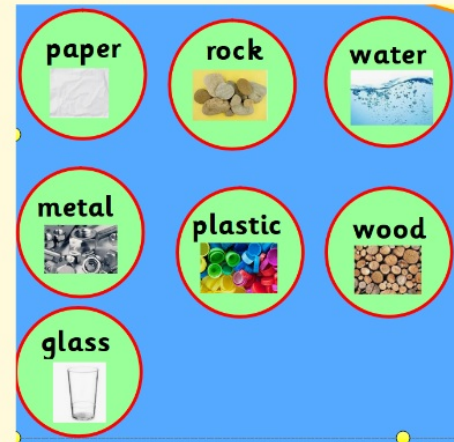 paper
rock
water
metal
plastic
wood
glass